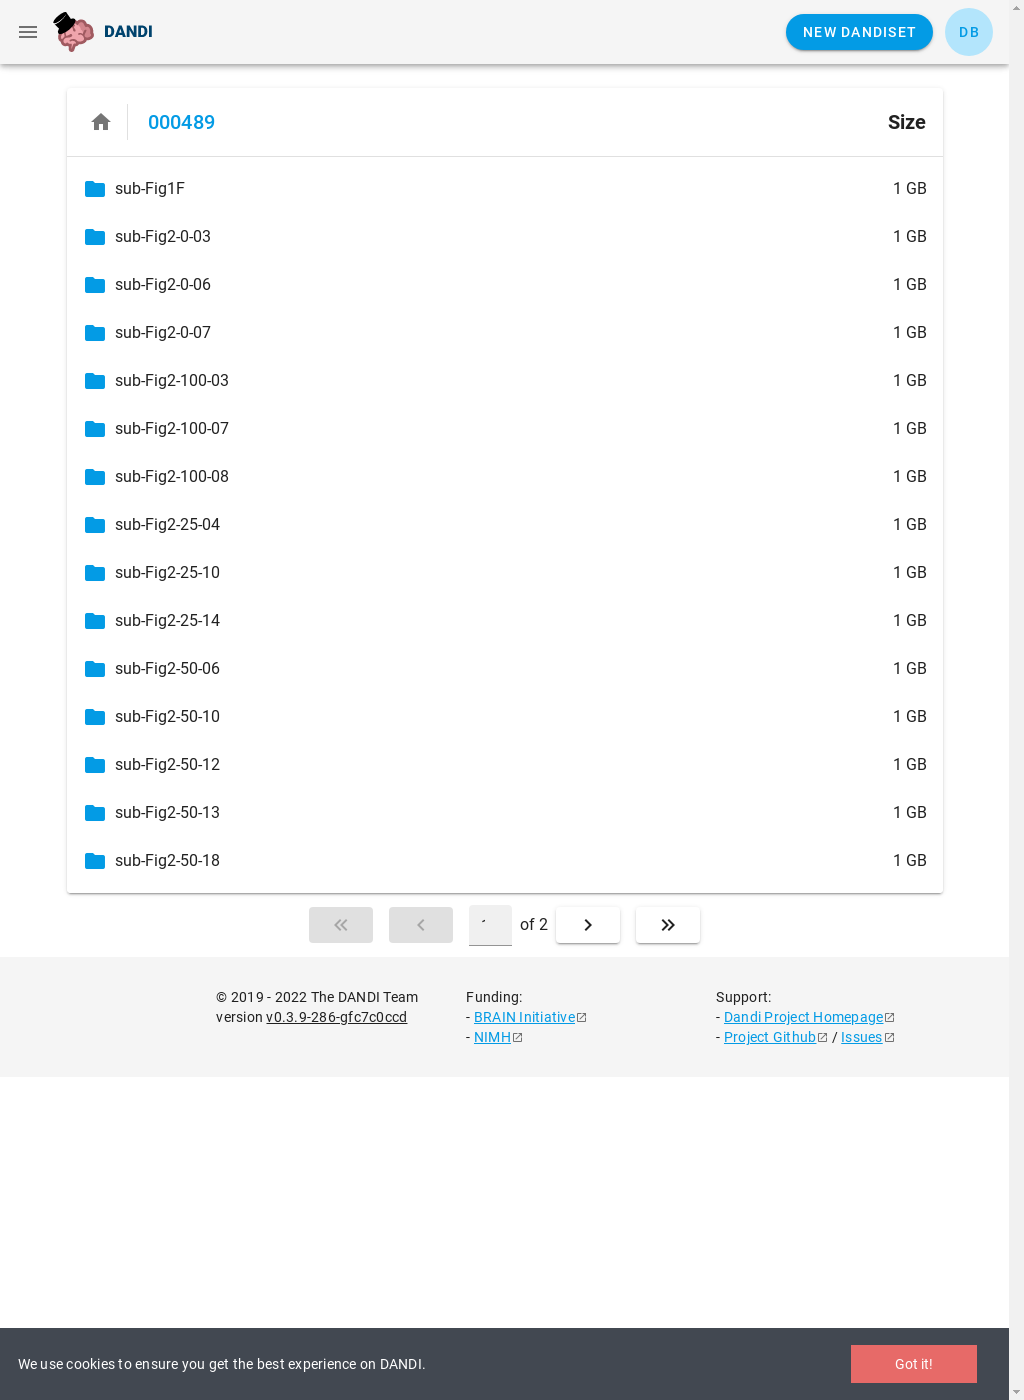 DANDI
NEW DANDISET
DB
000489
Size
sub-Fig1F 1 GB
sub-Fig2-0-03 1 GB
sub-Fig2-0-06 1 GB
sub-Fig2-0-07 1 GB
sub-Fig2-100-03 1 GB
sub-Fig2-100-07 1 GB
sub-Fig2-100-08 1 GB
sub-Fig2-25-04 1 GB
sub-Fig2-25-10 1 GB
sub-Fig2-25-14 1 GB
sub-Fig2-50-06 1 GB
sub-Fig2-50-10 1 GB
sub-Fig2-50-12 1 GB
sub-Fig2-50-13 1 GB
sub-Fig2-50-18 1 GB
of 2
© 2019 - 2022 The DANDI Team
version v0.3.9-286-gfc7c0ccd
Funding:
- BRAIN Initiative
- NIMH
Support:
- Dandi Project Homepage
- Project Github / Issues
We use cookies to ensure you get the best experience on DANDI.
Got it!